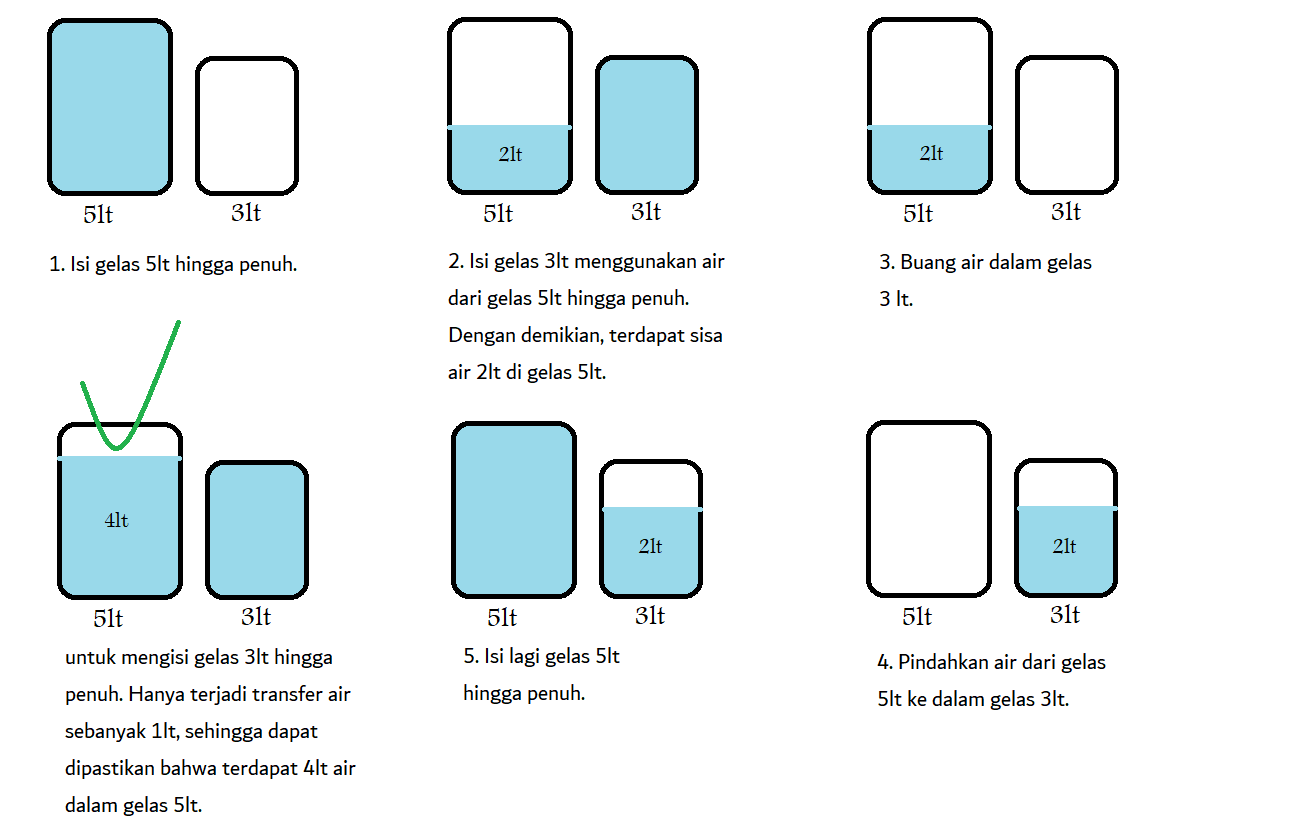 5lt 3lt
1. Isi gelas 5lt hingga penuh.
2lt
5lt 3lt
2. Isi gelas 3lt menggunakan air
dari gelas 5lt hingga penuh.
Dengan demikian, terdapat sisa
air 2lt di gelas 5lt.
2lt
5lt 3lt
3. Buang air dalam gelas
3 lt.
2lt
5lt 3lt
4. Pindahkan air dari gelas
5lt ke dalam gelas 3lt.
2lt
5lt 3lt
5. Isi lagi gelas 5lt
hingga penuh.
4lt
5lt 3lt
untuk mengisi gelas 3lt hingga
penuh. Hanya terjadi transfer air
sebanyak 1lt, sehingga dapat
dipastikan bahwa terdapat 4lt air
dalam gelas 5lt.